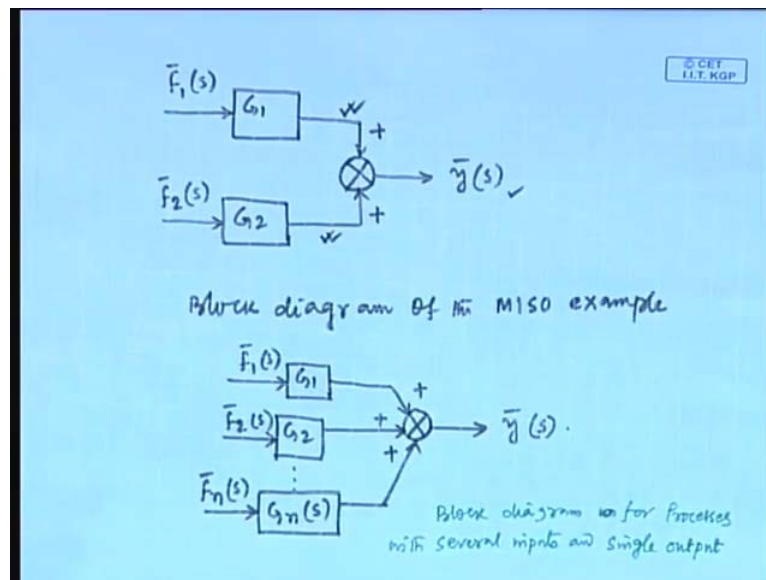 © CET
I.I.T. KGP
F̄₁(s)
G1
+
ȳ(s)
F̄₂(s)
G2
+
Block diagram of the MISO example
F̄₁(s)
G1
+
F̄₂(s)
G2
+
ȳ(s).
+
F̄n(s)
Gn(s)
Block diagram for Processes
with several inputs and single output